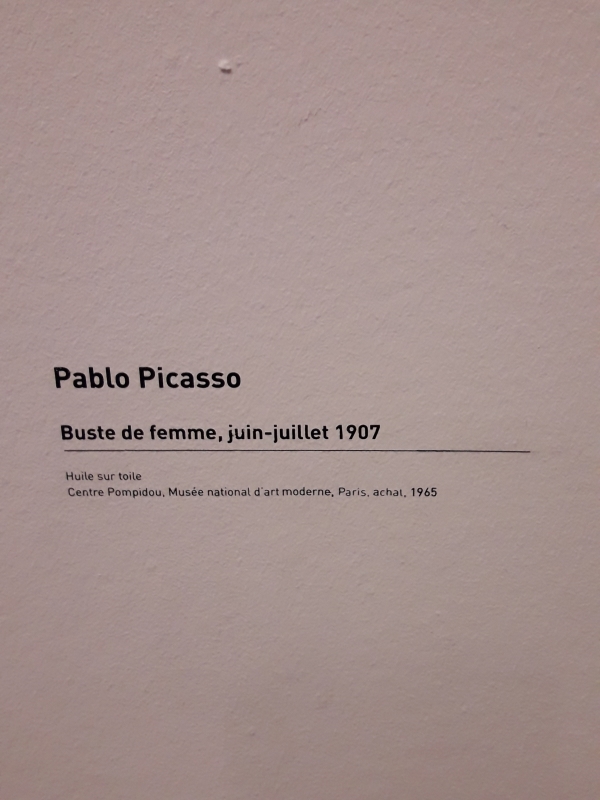 Pablo Picasso
Buste de femme, juin-juillet 1907
Huile sur toile
Centre Pompidou, Musée national d'art moderne, Paris, achat, 1965